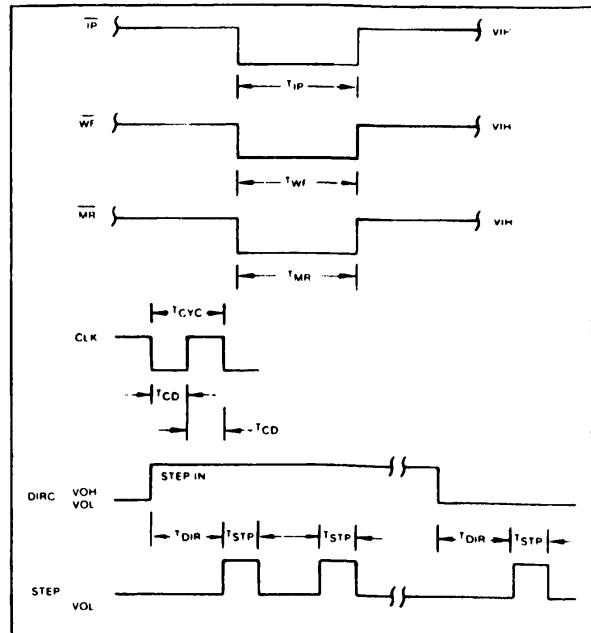 IP VIH
TIP
WF VIH
TWF
MR VIH
TMR
TCYC
CLK
TCD
TCD
STEP IN
DIRC VOH
VOL
TDIR TSTP TSTP TDIR TSTP
STEP
VOL